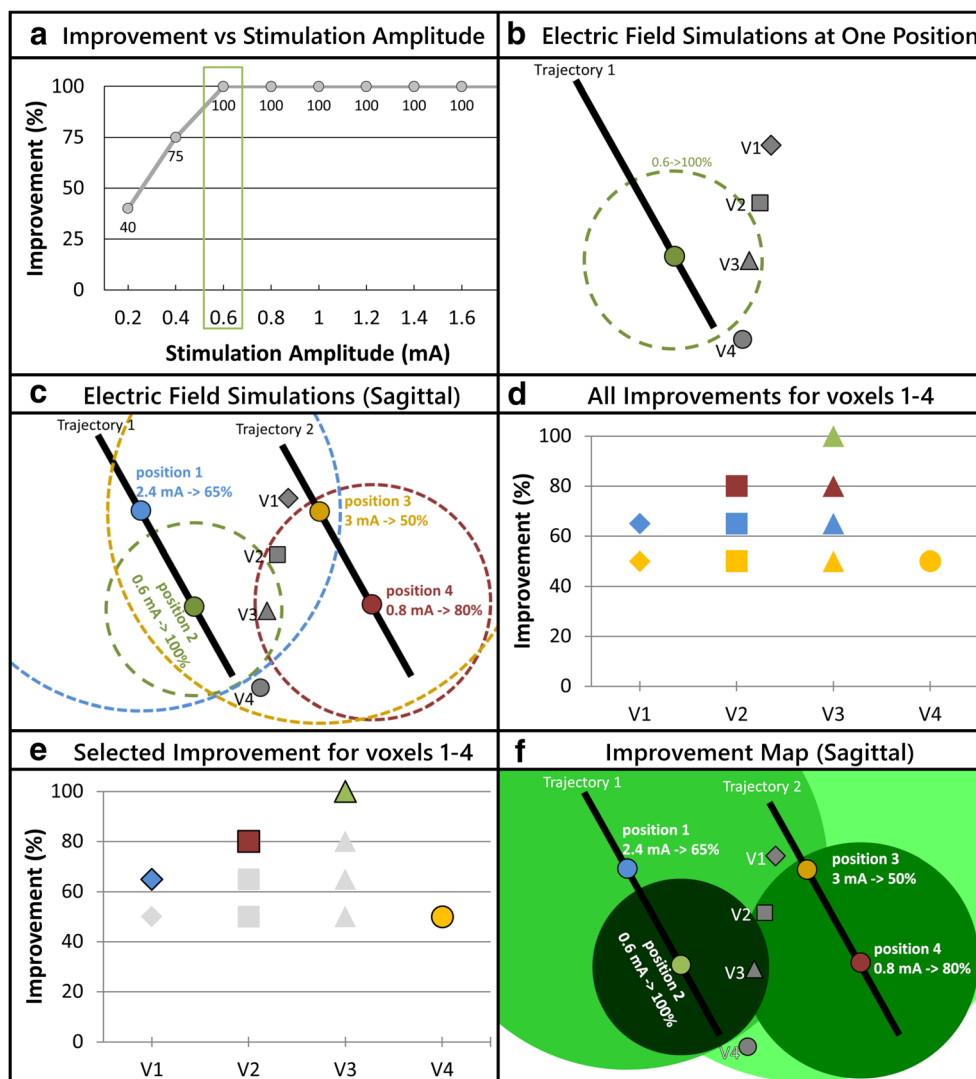 a Improvement vs Stimulation Amplitude
Improvement (%)
100
75
50
25
0
40
75
100 100 100 100 100 100
0.2 0.4 0.6 0.8 1 1.2 1.4 1.6
Stimulation Amplitude (mA)
b Electric Field Simulations at One Position
Trajectory 1
V1
0.6->100%
V2
V3
V4
c Electric Field Simulations (Sagittal)
Trajectory 1
Trajectory 2
position 1
2.4 mA -> 65%
V1
position 3
3 mA -> 50%
V2
position 2
0.6 mA -> 100%
V3
position 4
0.8 mA -> 80%
V4
d All Improvements for voxels 1-4
Improvement (%)
100
80
60
40
20
0
V1 V2 V3 V4
e Selected Improvement for voxels 1-4
Improvement (%)
100
80
60
40
20
0
V1 V2 V3 V4
f Improvement Map (Sagittal)
Trajectory 1
Trajectory 2
position 1
2.4 mA -> 65%
V1
position 3
3 mA -> 50%
V2
position 2
0.6 mA -> 100%
V3
position 4
0.8 mA -> 80%
V4